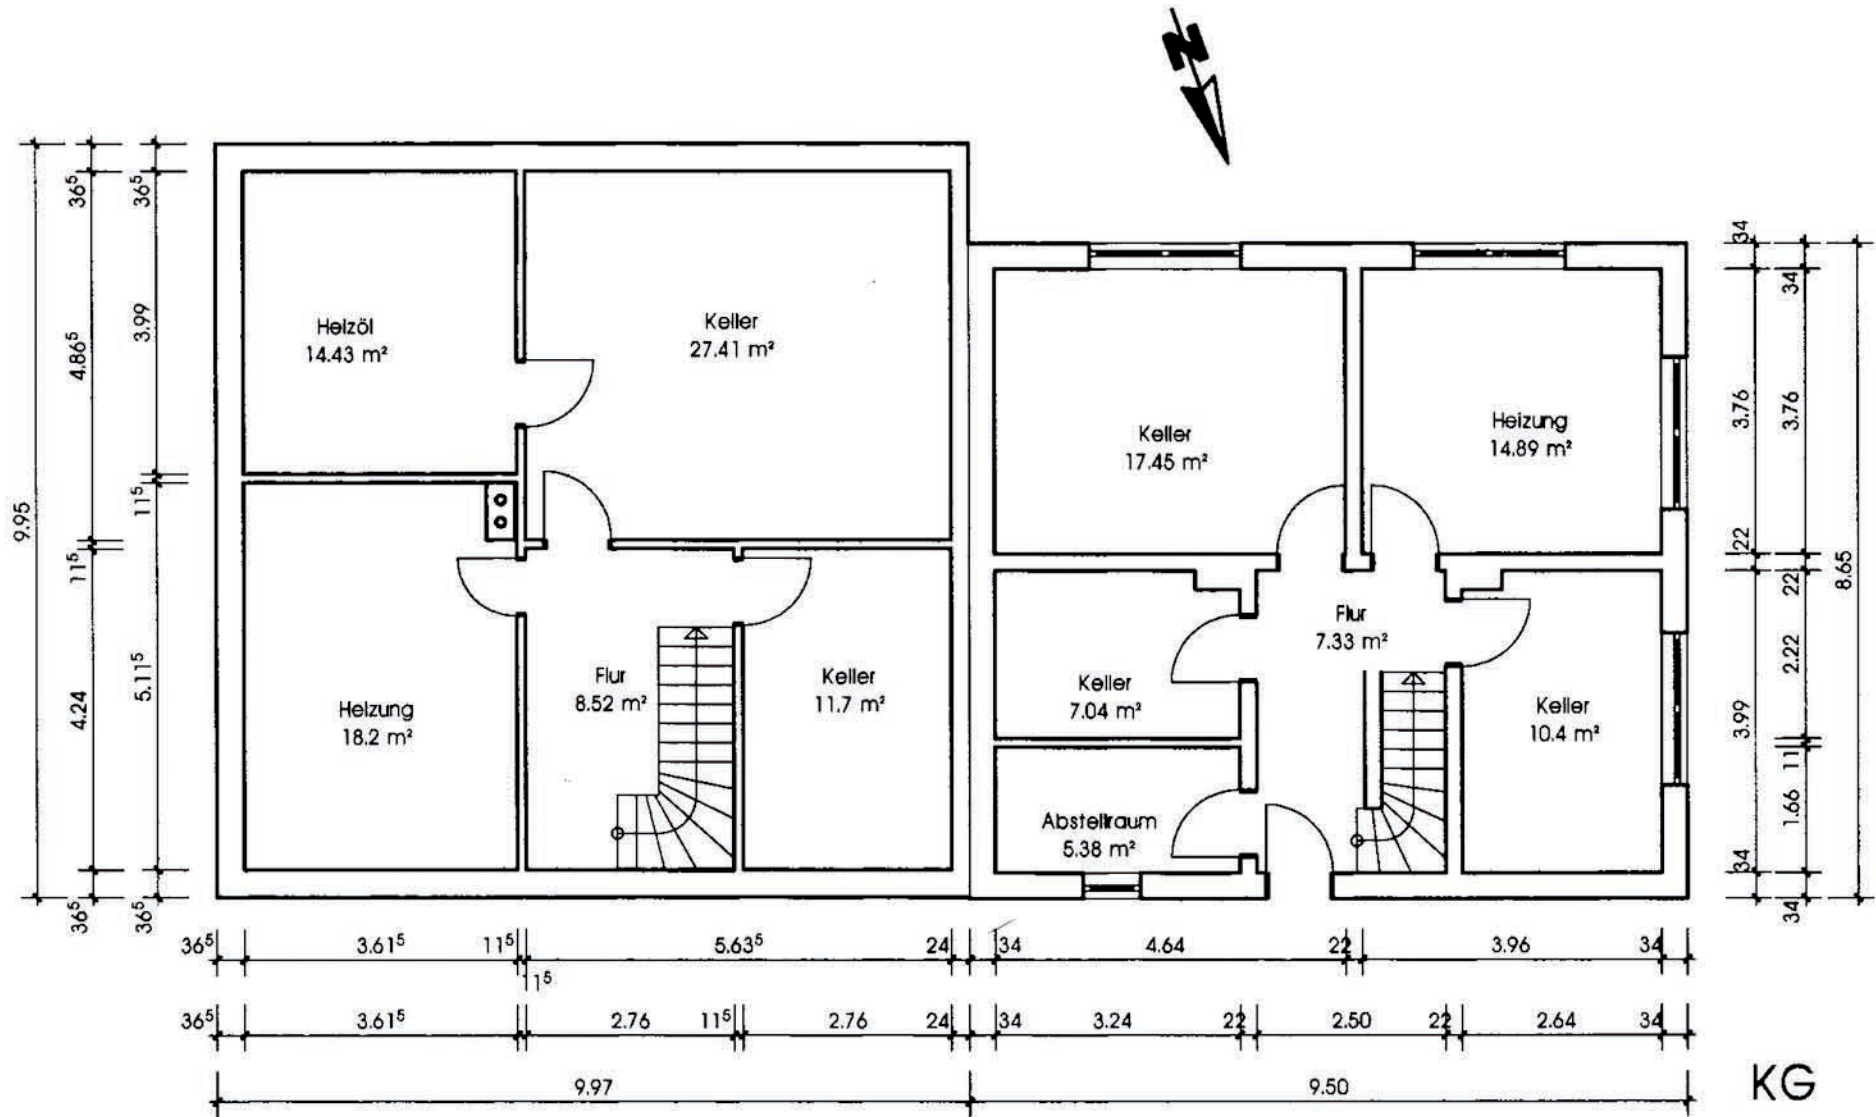 N
Heizöl
14.43 m²
Keller
27.41 m²
Keller
17.45 m²
Heizung
14.89 m²
Heizung
18.2 m²
Flur
8.52 m²
Keller
11.7 m²
Keller
7.04 m²
Flur
7.33 m²
Keller
10.4 m²
Abstellraum
5.38 m²
9.95
36⁵
4.86⁵
11⁵
4.24
36⁵
36⁵
3.99
11⁵
5.11⁵
36⁵
34
3.76
22
3.99
34
34
3.76
22
2.22
11
1.66
34
8.65
36⁵ 3.61⁵ 11⁵ 5.63⁵ 24 34 4.64 22 3.96 34
11⁵
36⁵ 3.61⁵ 2.76 11⁵ 2.76 24 34 3.24 22 2.50 22 2.64 34
9.97 9.50
KG